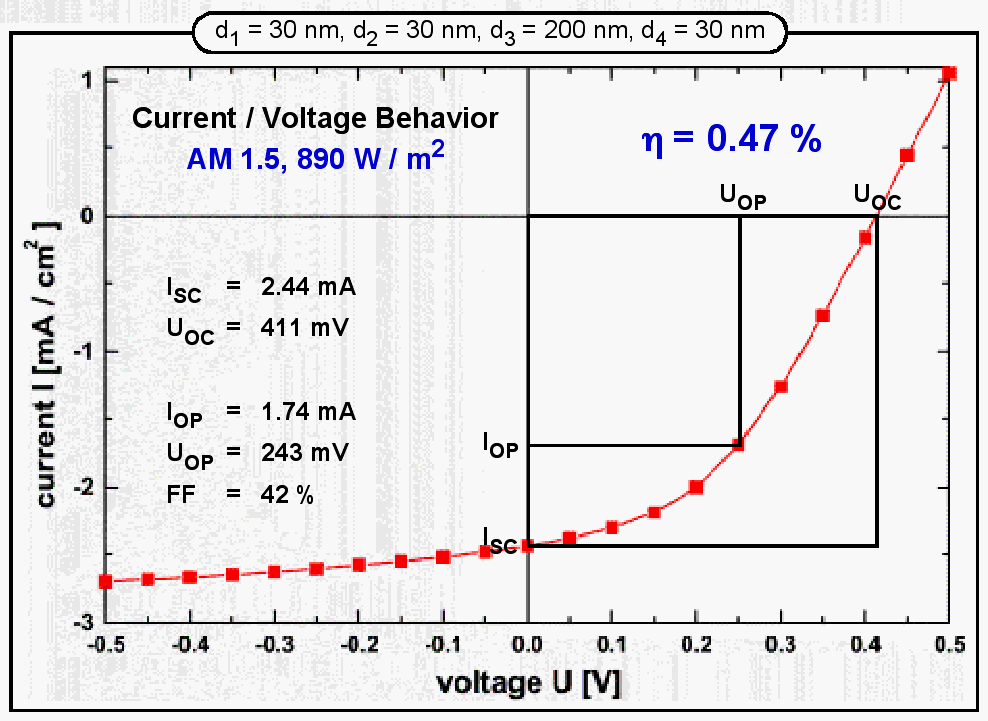 d1 = 30 nm, d2 = 30 nm, d3 = 200 nm, d4 = 30 nm
Current / Voltage Behavior
AM 1.5, 890 W / m2
η = 0.47 %
UOP UOC
ISC = 2.44 mA
UOC = 411 mV
IOP = 1.74 mA
UOP = 243 mV
FF = 42 %
IOP
ISC
current I [mA / cm2]
1
0
-1
-2
-3
-0.5 -0.4 -0.3 -0.2 -0.1 0.0 0.1 0.2 0.3 0.4 0.5
voltage U [V]